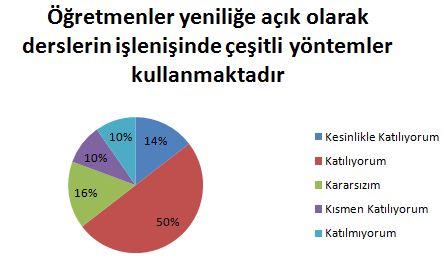 Öğretmenler yeniliğe açık olarak
derslerin işlenişinde çeşitli yöntemler
kullanmaktadır
14%
50%
16%
10%
10%
Kesinlikle Katılıyorum
Katılıyorum
Kararsızım
Kısmen Katılıyorum
Katılmıyorum